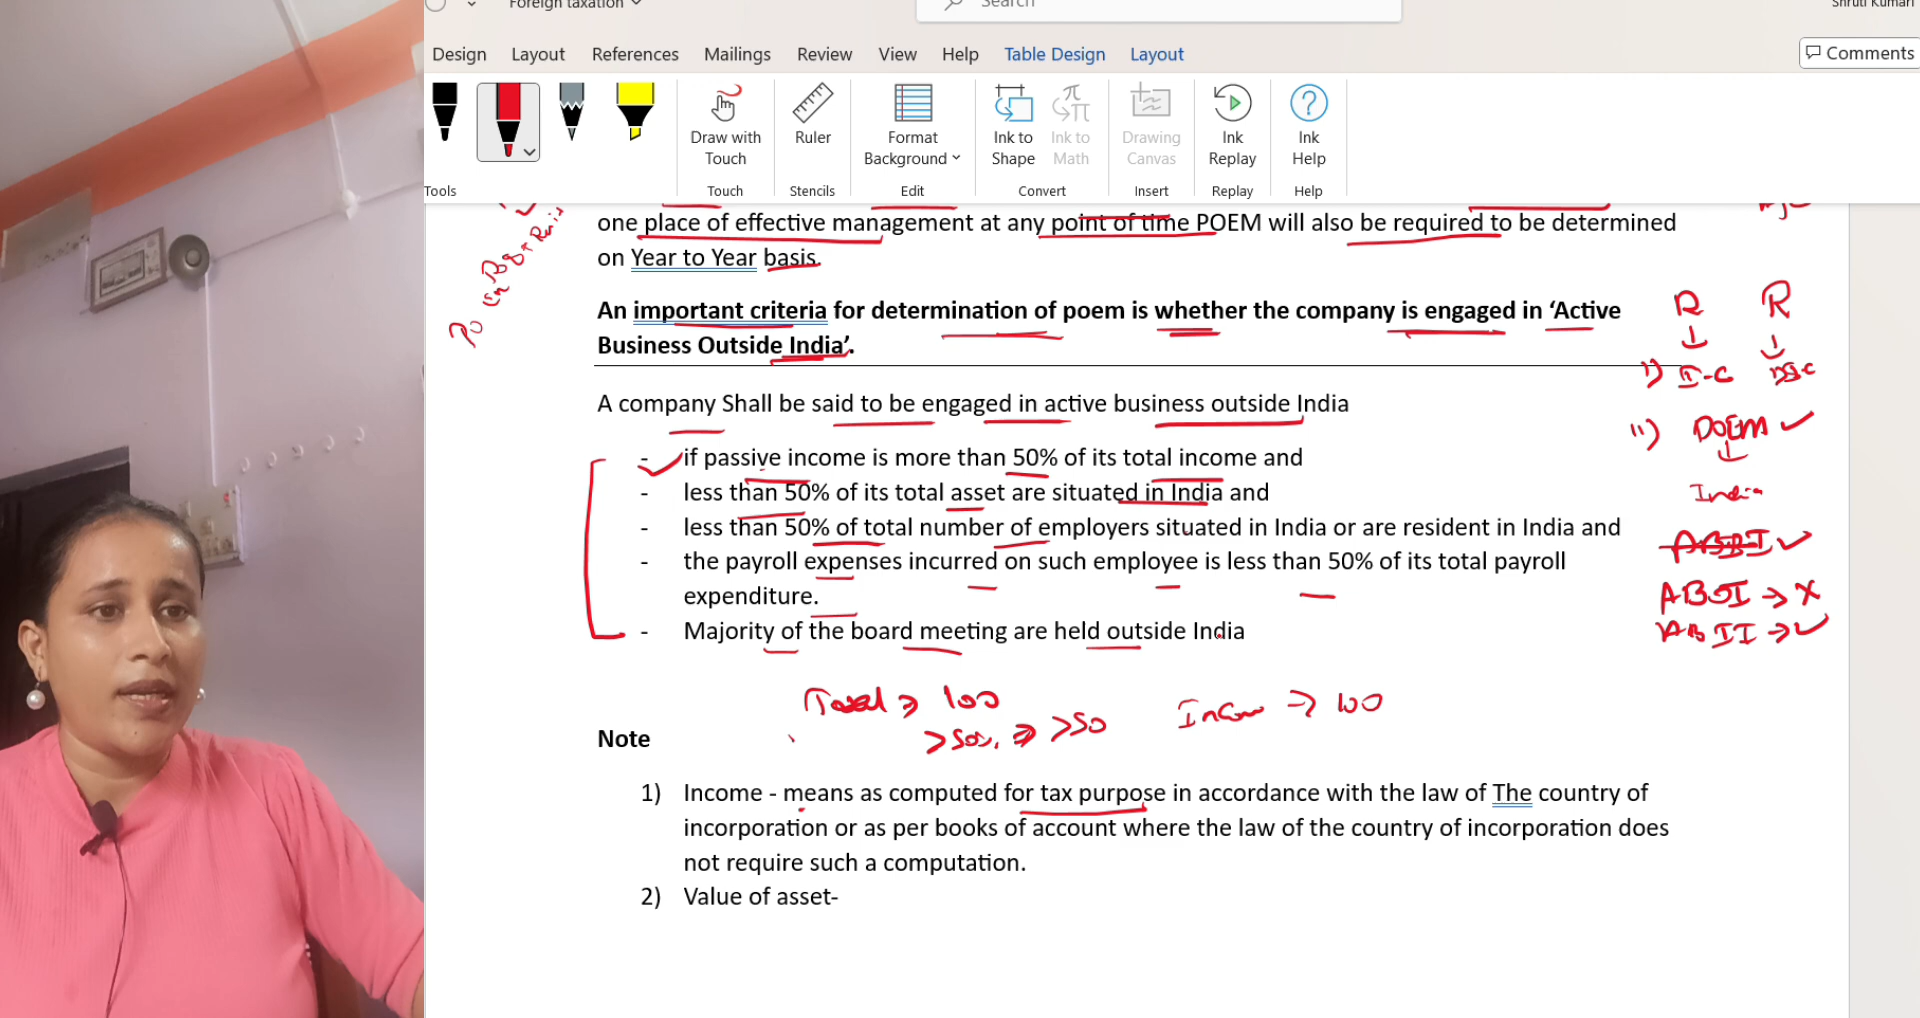 Foreign taxation
Search
Shruti Kumari
Design Layout References Mailings Review View Help Table Design Layout
Comments
Draw with Touch
Ruler
Format Background
Ink to Shape
Ink to Math
Drawing Canvas
Ink Replay
Ink Help
Tools Touch Stencils Edit Convert Insert Replay Help
one place of effective management at any point of time POEM will also be required to be determined
on Year to Year basis.
An important criteria for determination of poem is whether the company is engaged in ‘Active
Business Outside India’.
R R
1) I-C
A company Shall be said to be engaged in active business outside India
11) POEM ✓
- if passive income is more than 50% of its total income and
- less than 50% of its total asset are situated in India and
India
- less than 50% of total number of employers situated in India or are resident in India and
- the payroll expenses incurred on such employee is less than 50% of its total payroll
expenditure.
ABOI → X
- Majority of the board meeting are held outside India
ABII → ✓
Total → 100
> 50%. ⇒ >50
Income → 100
Note
1) Income - means as computed for tax purpose in accordance with the law of The country of
incorporation or as per books of account where the law of the country of incorporation does
not require such a computation.
2) Value of asset-